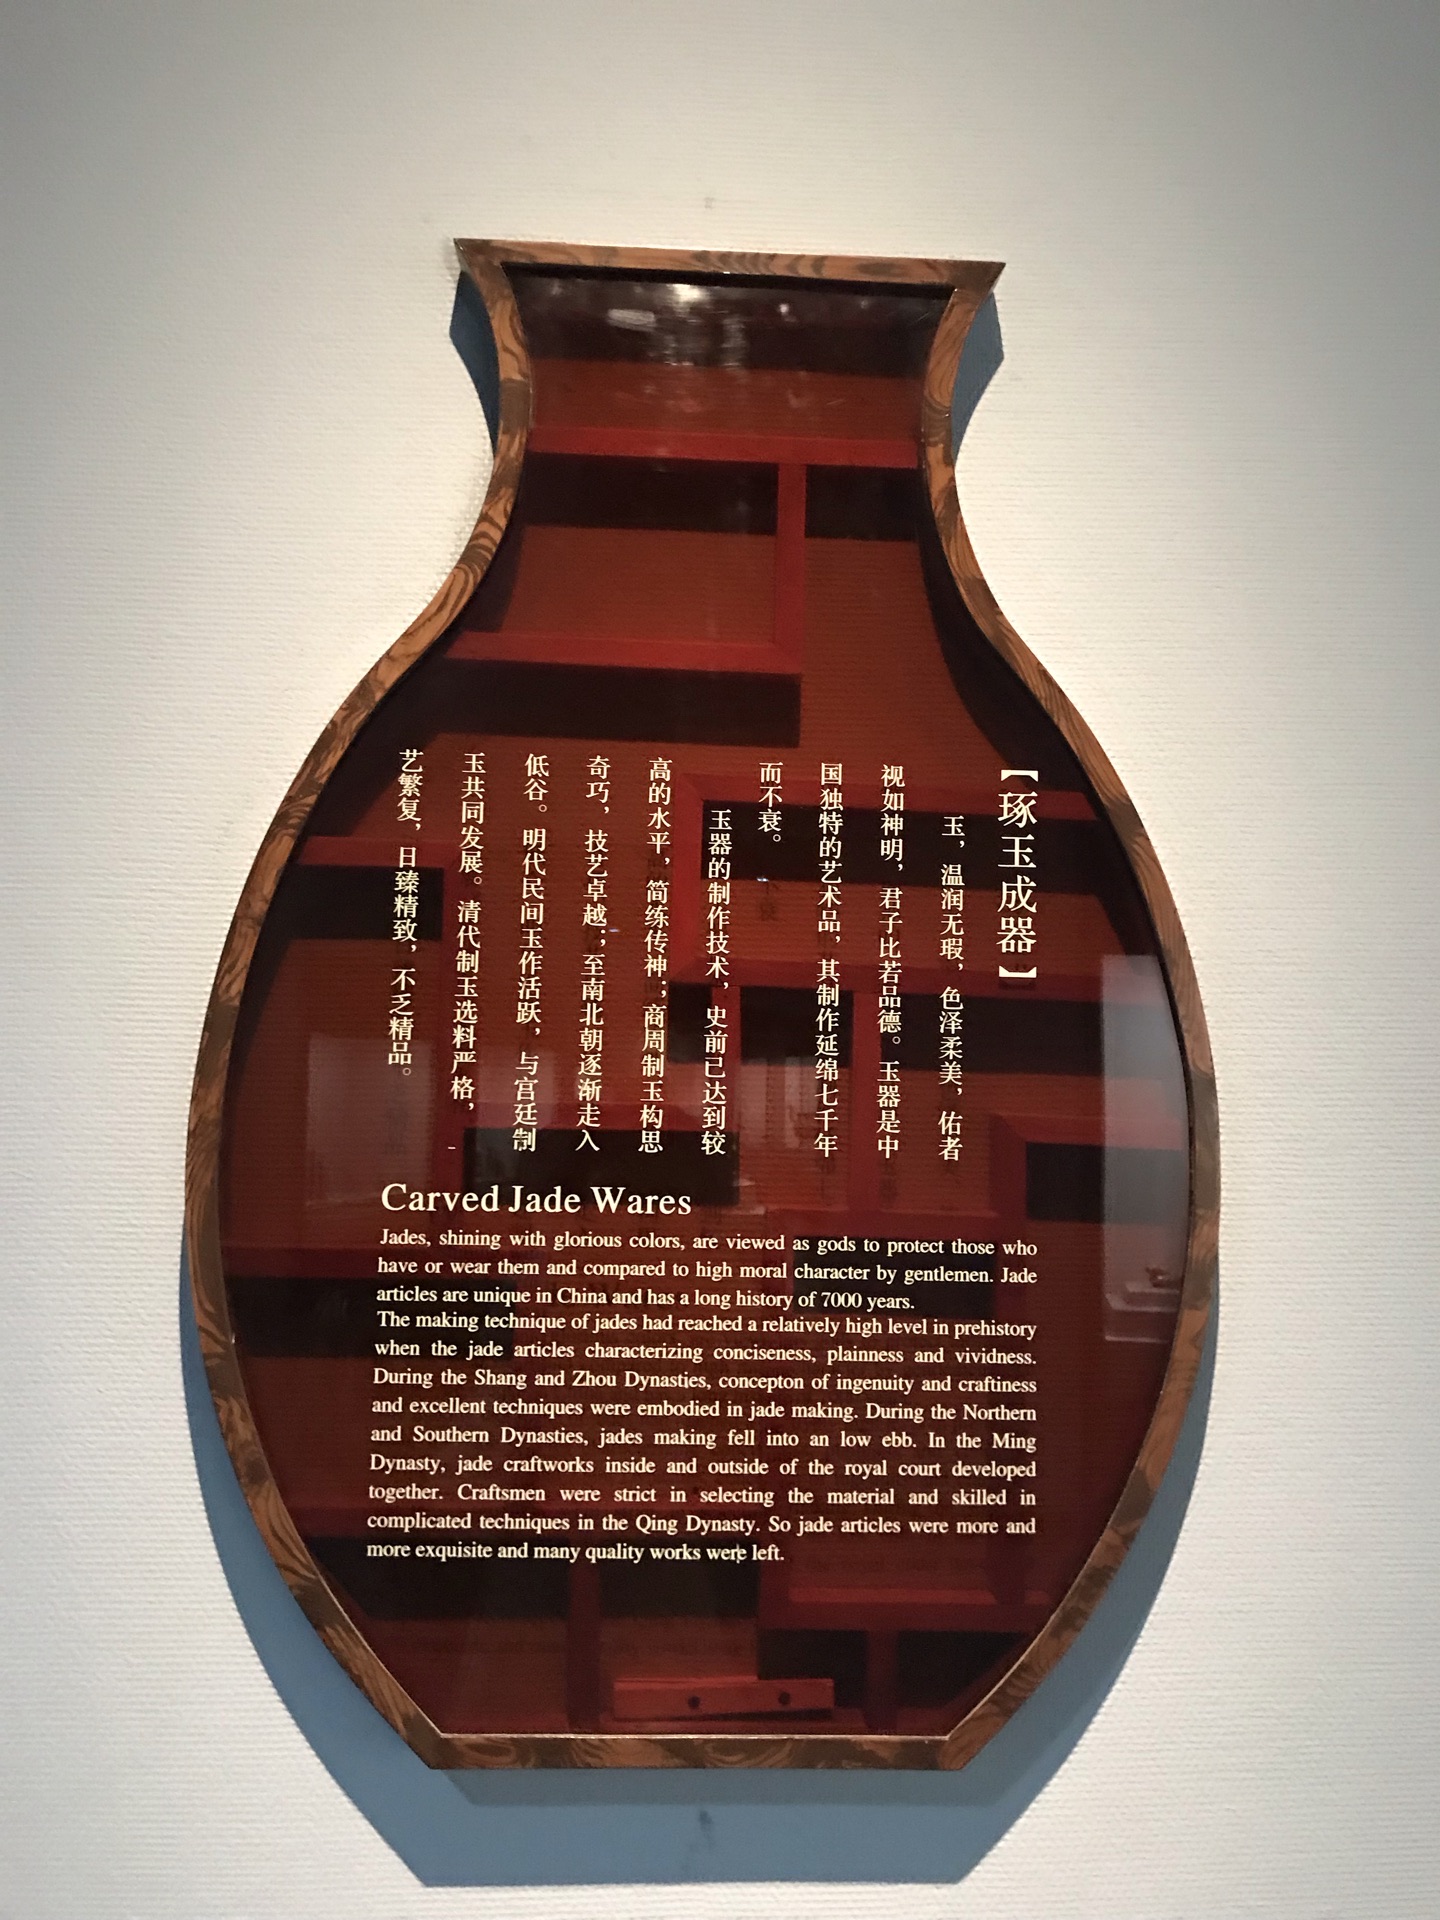 【琢玉成器】
玉，温润无瑕，色泽柔美，佑者
视如神明，君子比若品德。玉器是中
国独特的艺术品，其制作延绵七千年
而不衰。
玉器的制作技术，史前已达到较
高的水平，简练传神；商周制玉构思
奇巧，技艺卓越；至南北朝逐渐走入
低谷。明代民间玉作活跃，与宫廷制
玉共同发展。清代制玉选料严格，
艺繁复，日臻精致，不乏精品。
Carved Jade Wares
Jades, shining with glorious colors, are viewed as gods to protect those who
have or wear them and compared to high moral character by gentlemen. Jade
articles are unique in China and has a long history of 7000 years.
The making technique of jades had reached a relatively high level in prehistory
when the jade articles characterizing conciseness, plainness and vividness.
During the Shang and Zhou Dynasties, concepton of ingenuity and craftiness
and excellent techniques were embodied in jade making. During the Northern
and Southern Dynasties, jades making fell into an low ebb. In the Ming
Dynasty, jade craftworks inside and outside of the royal court developed
together. Craftsmen were strict in selecting the material and skilled in
complicated techniques in the Qing Dynasty. So jade articles were more and
more exquisite and many quality works were left.